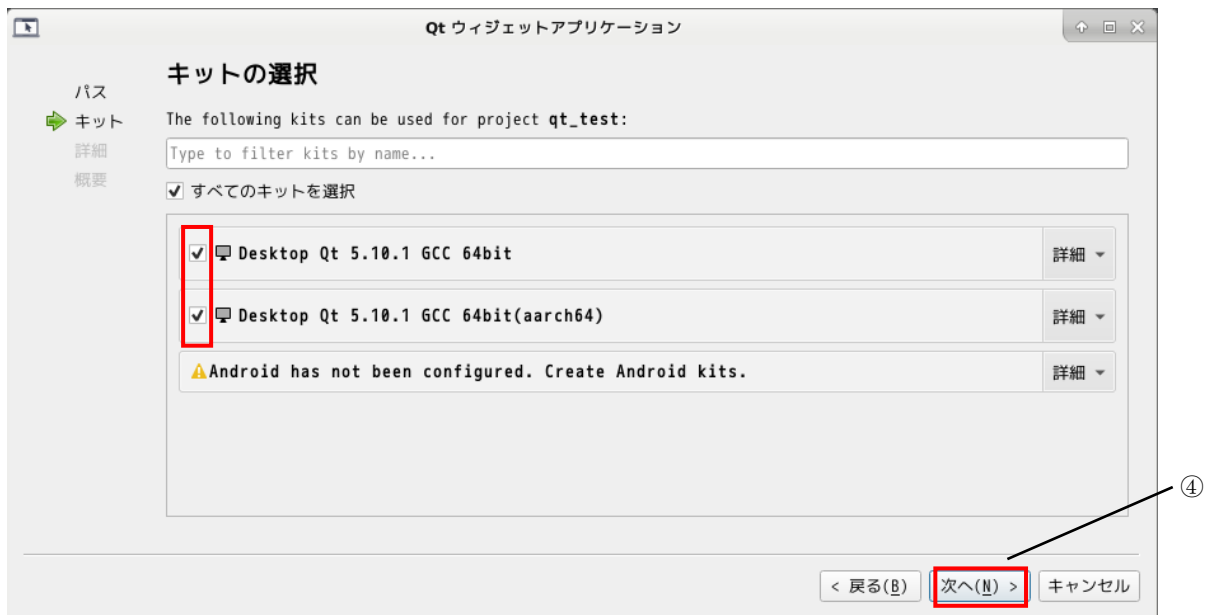 Qt ウィジェットアプリケーション
パス
キット
詳細
概要
キットの選択
The following kits can be used for project qt_test:
Type to filter kits by name...
すべてのキットを選択
Desktop Qt 5.10.1 GCC 64bit
詳細
Desktop Qt 5.10.1 GCC 64bit(aarch64)
詳細
Android has not been configured. Create Android kits.
詳細
④
< 戻る(B) 次へ(N) > キャンセル